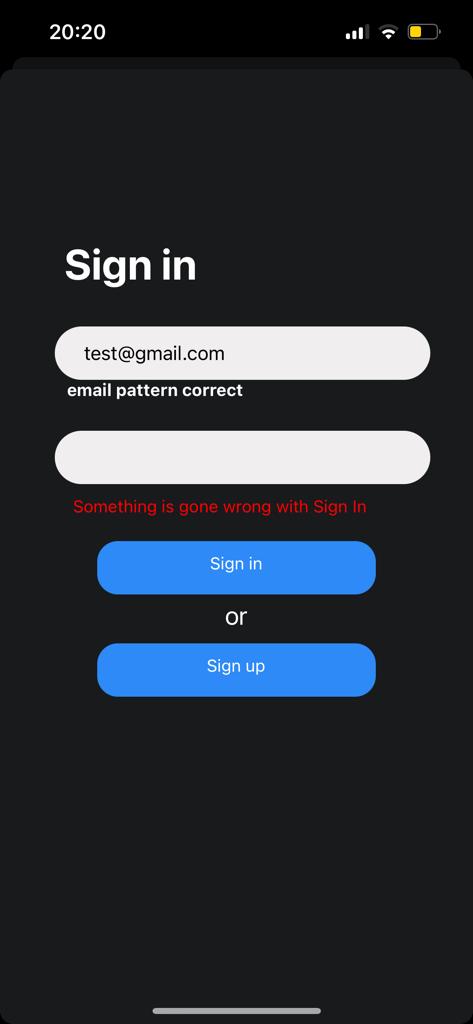 20:20
Sign in
test@gmail.com
email pattern correct
Something is gone wrong with Sign In
Sign in
or
Sign up